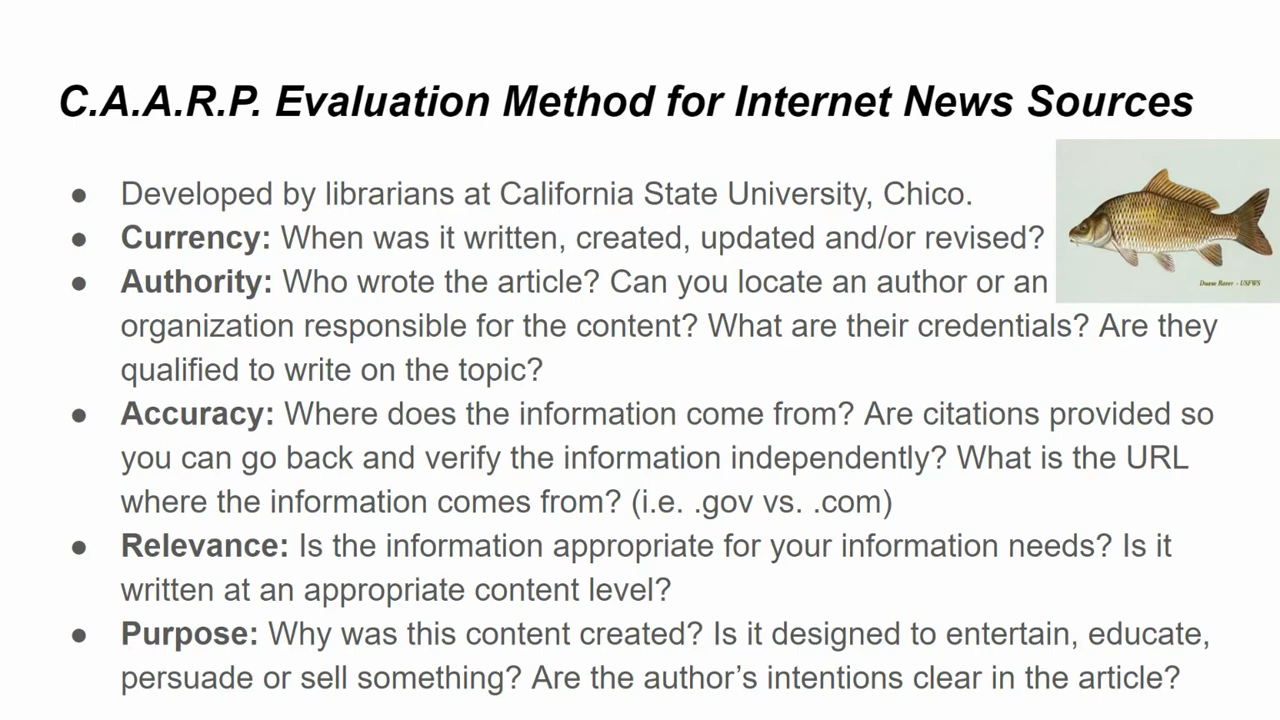 C.A.A.R.P. Evaluation Method for Internet News Sources
● Developed by librarians at California State University, Chico.
● Currency: When was it written, created, updated and/or revised?
● Authority: Who wrote the article? Can you locate an author or an
organization responsible for the content? What are their credentials? Are they
qualified to write on the topic?
● Accuracy: Where does the information come from? Are citations provided so
you can go back and verify the information independently? What is the URL
where the information comes from? (i.e. .gov vs. .com)
● Relevance: Is the information appropriate for your information needs? Is it
written at an appropriate content level?
● Purpose: Why was this content created? Is it designed to entertain, educate,
persuade or sell something? Are the author’s intentions clear in the article?
Duane Raver - USFWS